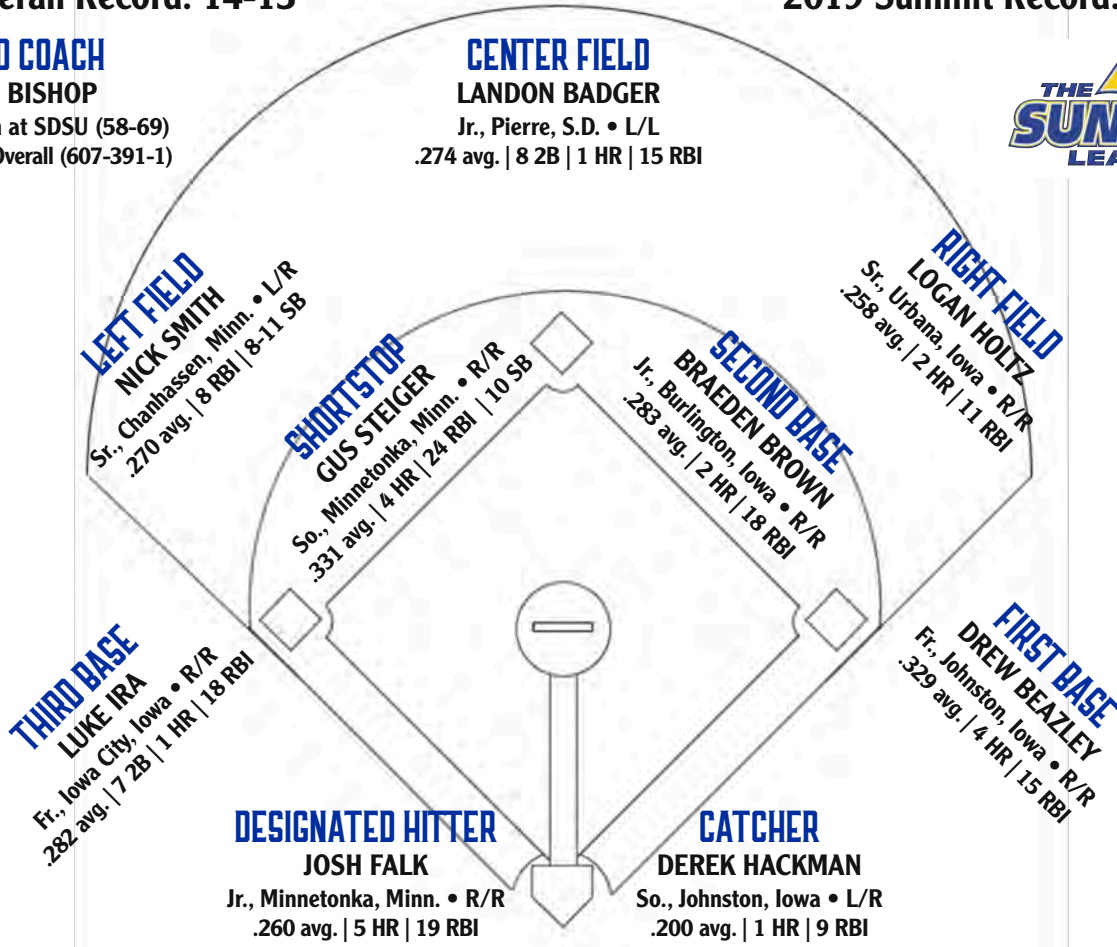 14-13
2019 Summit Record:
COACH
BISHOP
at SDSU (58-69)
Overall (607-391-1)
CENTER FIELD
LANDON BADGER
Jr., Pierre, S.D. • L/L
.274 avg. | 8 2B | 1 HR | 15 RBI
THE
LEFT FIELD
NICK SMITH
Sr., Chanhassen, Minn. • L/R
.270 avg. | 8 RBI | 8-11 SB
SHORTSTOP
GUS STEIGER
So., Minnetonka, Minn. • R/R
.331 avg. | 4 HR | 24 RBI | 10 SB
SECOND BASE
BRAEDEN BROWN
Jr., Burlington, Iowa • R/R
.283 avg. | 2 HR | 18 RBI
RIGHT FIELD
LOGAN HOLTZ
Sr., Urbana, Iowa • R/R
.258 avg. | 2 HR | 11 RBI
THIRD BASE
LUKE IRA
Fr., Iowa City, Iowa • R/R
.282 avg. | 7 2B | 1 HR | 18 RBI
FIRST BASE
DREW BEAZLEY
Fr., Johnston, Iowa • R/R
.329 avg. | 4 HR | 15 RBI
DESIGNATED HITTER
JOSH FALK
Jr., Minnetonka, Minn. • R/R
.260 avg. | 5 HR | 19 RBI
CATCHER
DEREK HACKMAN
So., Johnston, Iowa • L/R
.200 avg. | 1 HR | 9 RBI